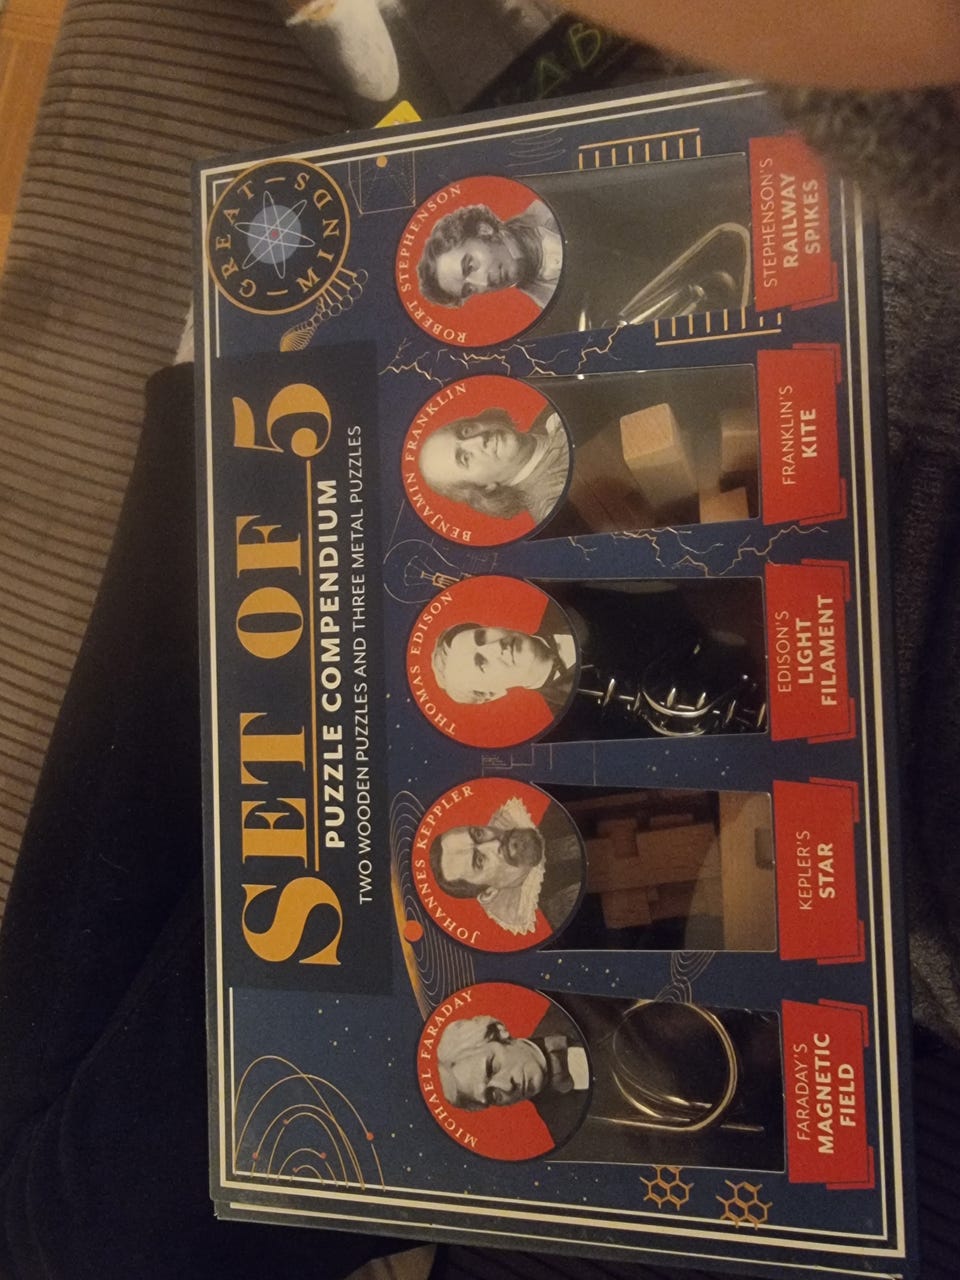 GREAT
MINDS
SET OF 5
PUZZLE COMPENDIUM
TWO WOODEN PUZZLES AND THREE METAL PUZZLES
MICHAEL FARADAY
JOHANNES KEPPLER
THOMAS EDISON
BENJAMIN FRANKLIN
ROBERT STEPHENSON
FARADAY'S
MAGNETIC
FIELD
KEPLER'S
STAR
EDISON'S
LIGHT
FILAMENT
FRANKLIN'S
KITE
STEPHENSON'S
RAILWAY
SPIKES